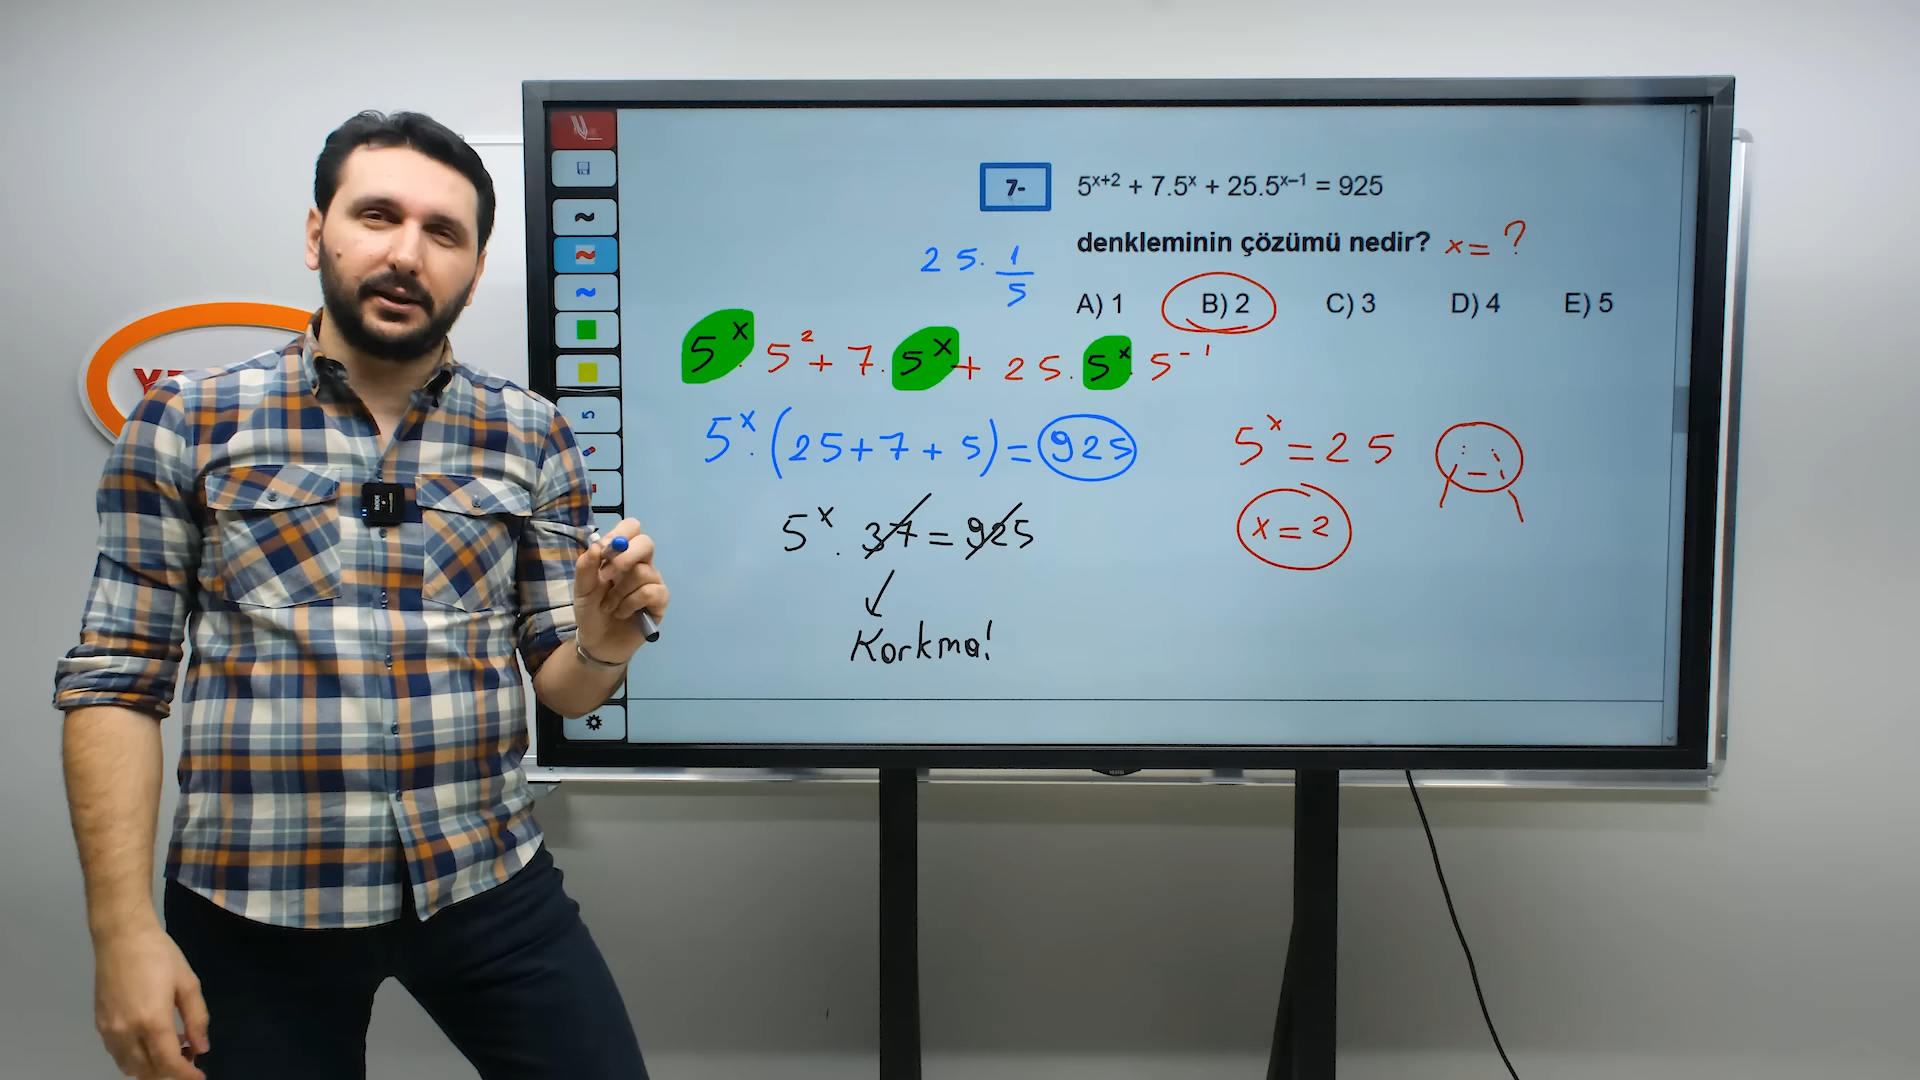 7- 5ˣ⁺² + 7.5ˣ + 25.5ˣ⁻¹ = 925
denkleminin çözümü nedir? x = ?
25. 1/5
A) 1 B) 2 C) 3 D) 4 E) 5
5ˣ. 5² + 7. 5ˣ + 25. 5ˣ. 5⁻¹
5ˣ. (25 + 7 + 5) = 925
5ˣ. 37 = 925
Korkma!
5ˣ = 25
x = 2